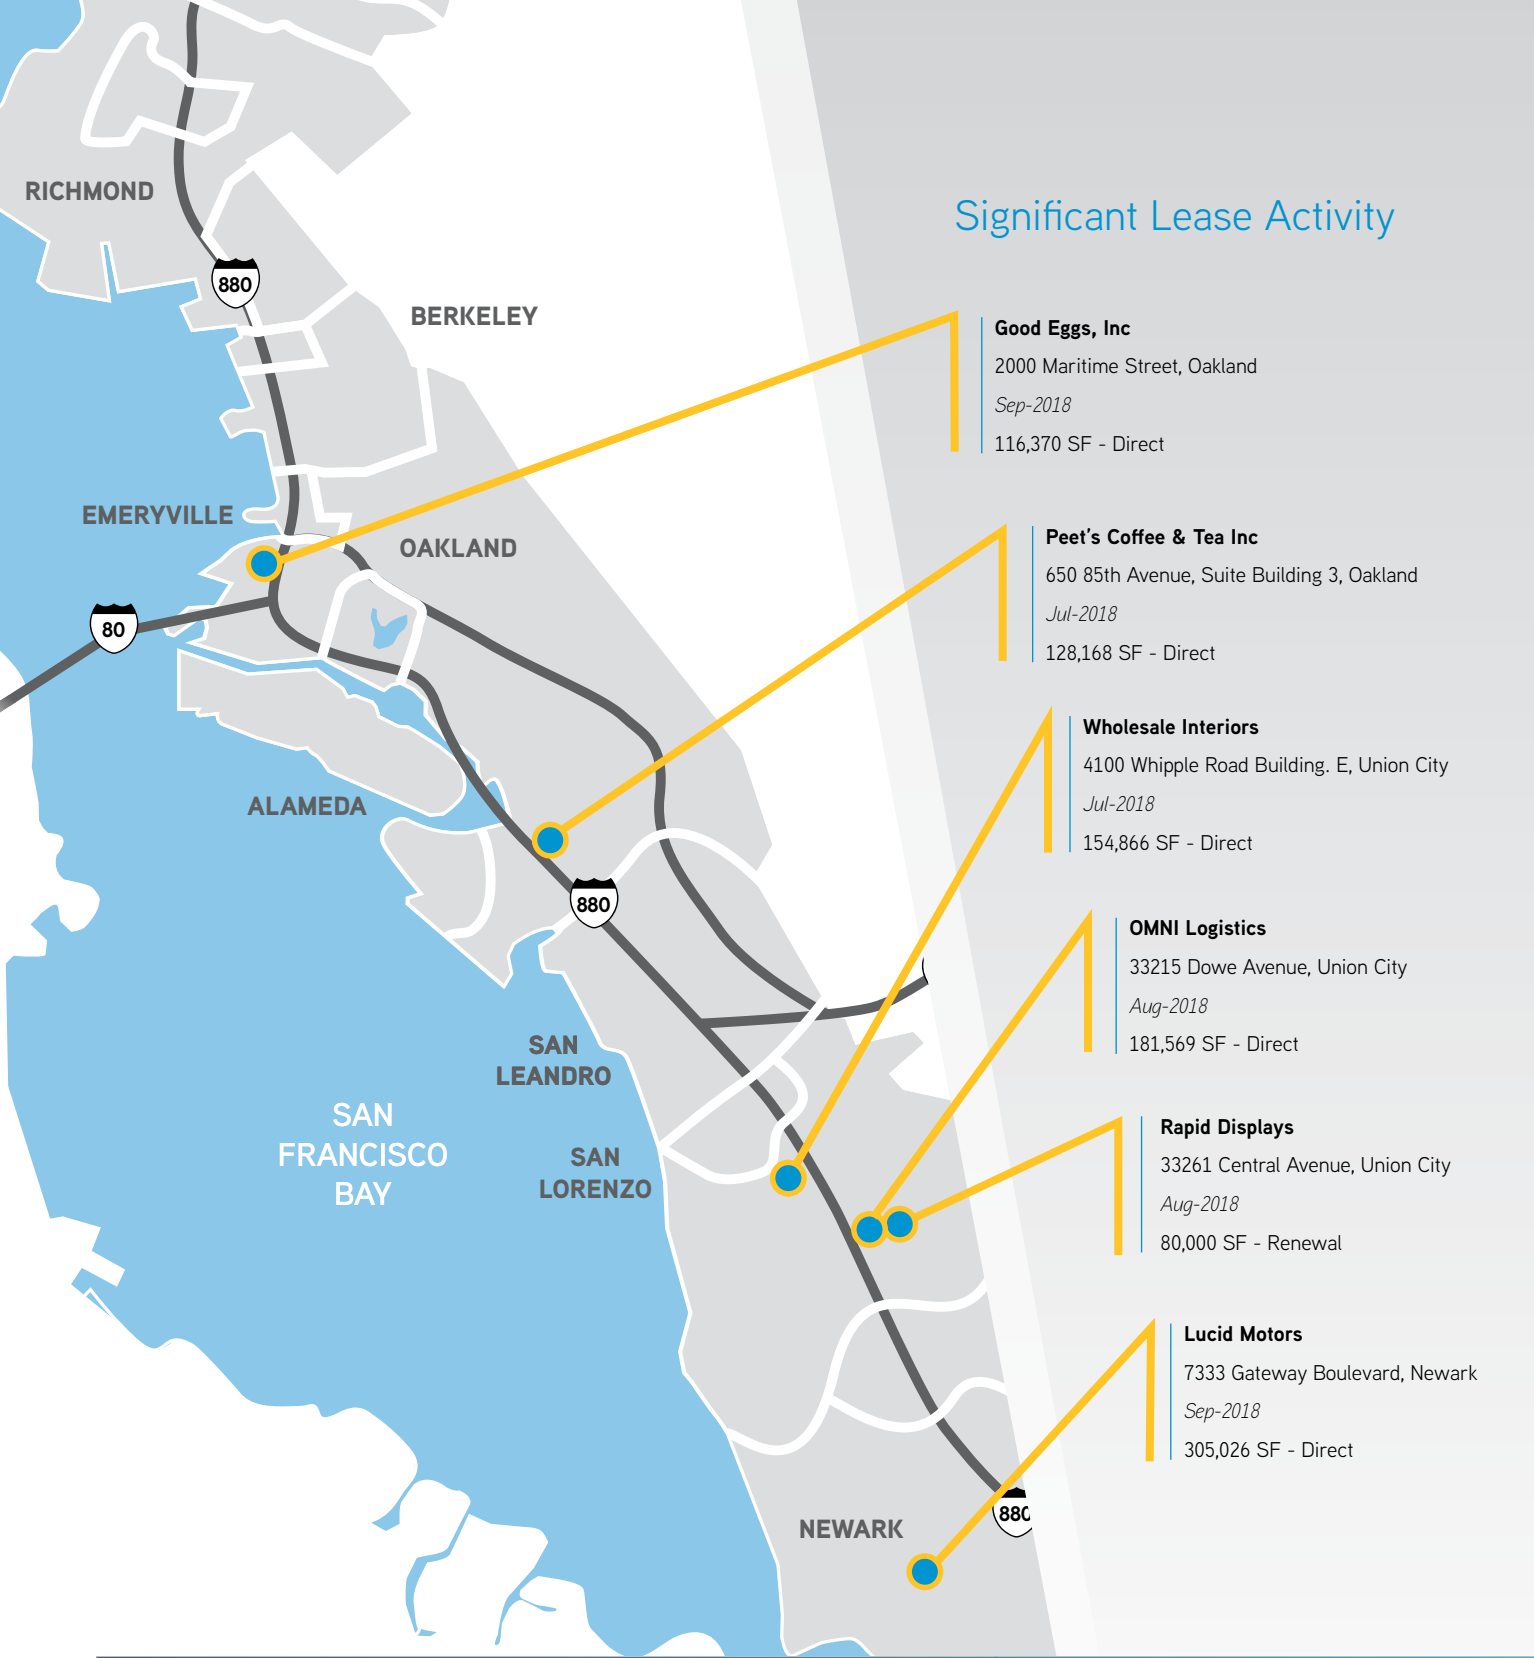 RICHMOND
880
BERKELEY
EMERYVILLE
OAKLAND
80
ALAMEDA
880
SAN
LEANDRO
SAN
FRANCISCO
BAY
SAN
LORENZO
NEWARK
880
Significant Lease Activity
Good Eggs, Inc
2000 Maritime Street, Oakland
Sep-2018
116,370 SF - Direct
Peet's Coffee & Tea Inc
650 85th Avenue, Suite Building 3, Oakland
Jul-2018
128,168 SF - Direct
Wholesale Interiors
4100 Whipple Road Building. E, Union City
Jul-2018
154,866 SF - Direct
OMNI Logistics
33215 Dowe Avenue, Union City
Aug-2018
181,569 SF - Direct
Rapid Displays
33261 Central Avenue, Union City
Aug-2018
80,000 SF - Renewal
Lucid Motors
7333 Gateway Boulevard, Newark
Sep-2018
305,026 SF - Direct